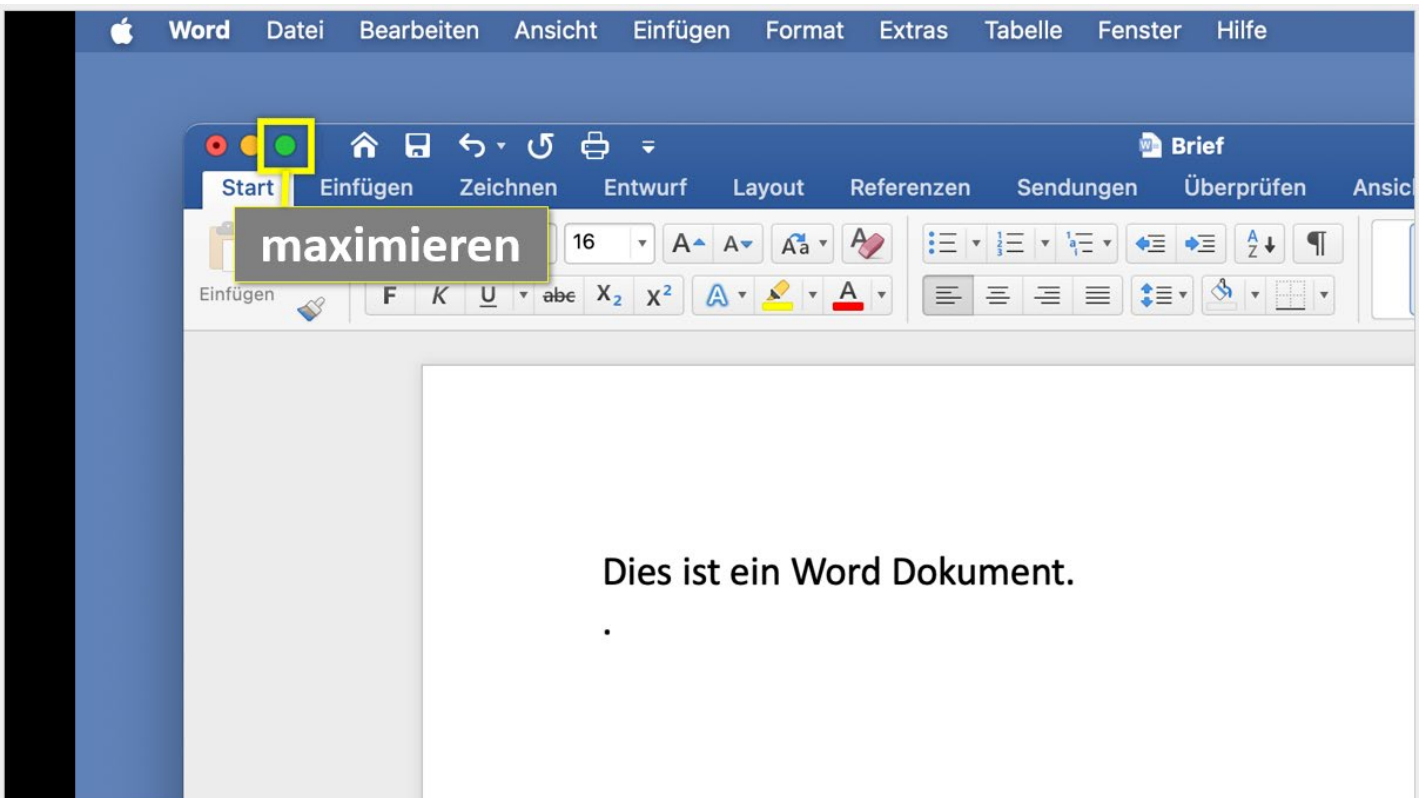 Word Datei Bearbeiten Ansicht Einfügen Format Extras Tabelle Fenster Hilfe
Brief
Start Einfügen Zeichnen Entwurf Layout Referenzen Sendungen Überprüfen
maximieren
16 A A Aa A A Z
Einfügen F K U abc X₂ X² A A
Dies ist ein Word Dokument.
.